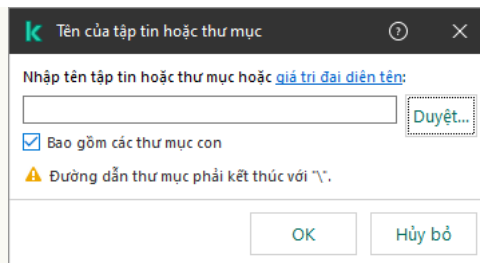 Tên của tập tin hoặc thư mục
Nhập tên tập tin hoặc thư mục hoặc giá trị đại diện tên:
Duyệt...
Bao gồm các thư mục con
Đường dẫn thư mục phải kết thúc với "\".
OK
Hủy bỏ